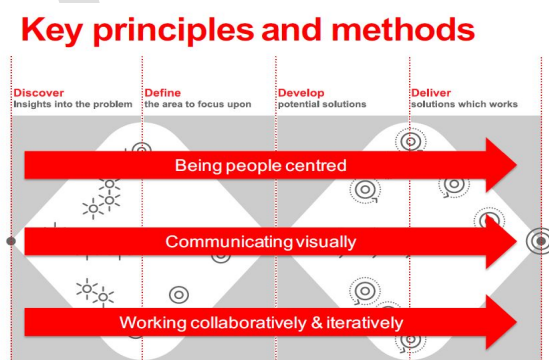 Key principles and methods
Discover
Insights into the problem
Define
the area to focus upon
Develop
potential solutions
Deliver
solutions which works
Being people centred
Communicating visually
Working collaboratively & iteratively